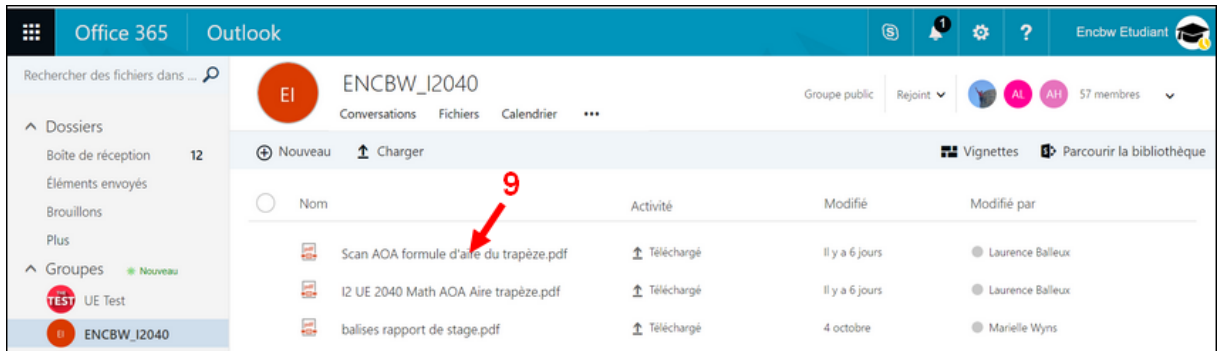 Office 365 Outlook 1 ? Encbw Etudiant
Rechercher des fichiers dans ...
EI ENCBW_I2040
Conversations Fichiers Calendrier •••
Groupe public Rejoint AL AH 57 membres
Dossiers
Boîte de réception 12
Éléments envoyés
Brouillons
Plus
Groupes Nouveau
TEST UE Test
EI ENCBW_I2040
Nouveau Charger Vignettes Parcourir la bibliothèque
9
Nom Activité Modifié Modifié par
Scan AOA formule d'aire du trapèze.pdf Téléchargé Il y a 6 jours Laurence Balleux
I2 UE 2040 Math AOA Aire trapèze.pdf Téléchargé Il y a 6 jours Laurence Balleux
balises rapport de stage.pdf Téléchargé 4 octobre Marielle Wyns